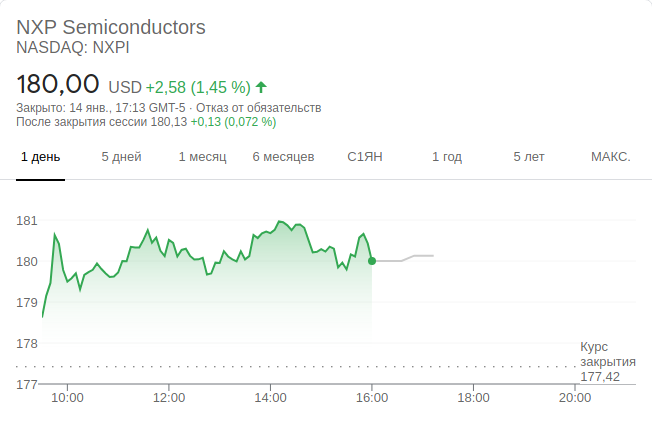 NXP Semiconductors
NASDAQ: NXPI
180,00 USD +2,58 (1,45 %)
Закрыто: 14 янв., 17:13 GMT-5 · Отказ от обязательств
После закрытия сессии 180,13 +0,13 (0,072 %)
1 день 5 дней 1 месяц 6 месяцев С1ЯН 1 год 5 лет МАКС.
181
180
179
178
Курс
закрытия
177,42
177
10:00 12:00 14:00 16:00 18:00 20:00